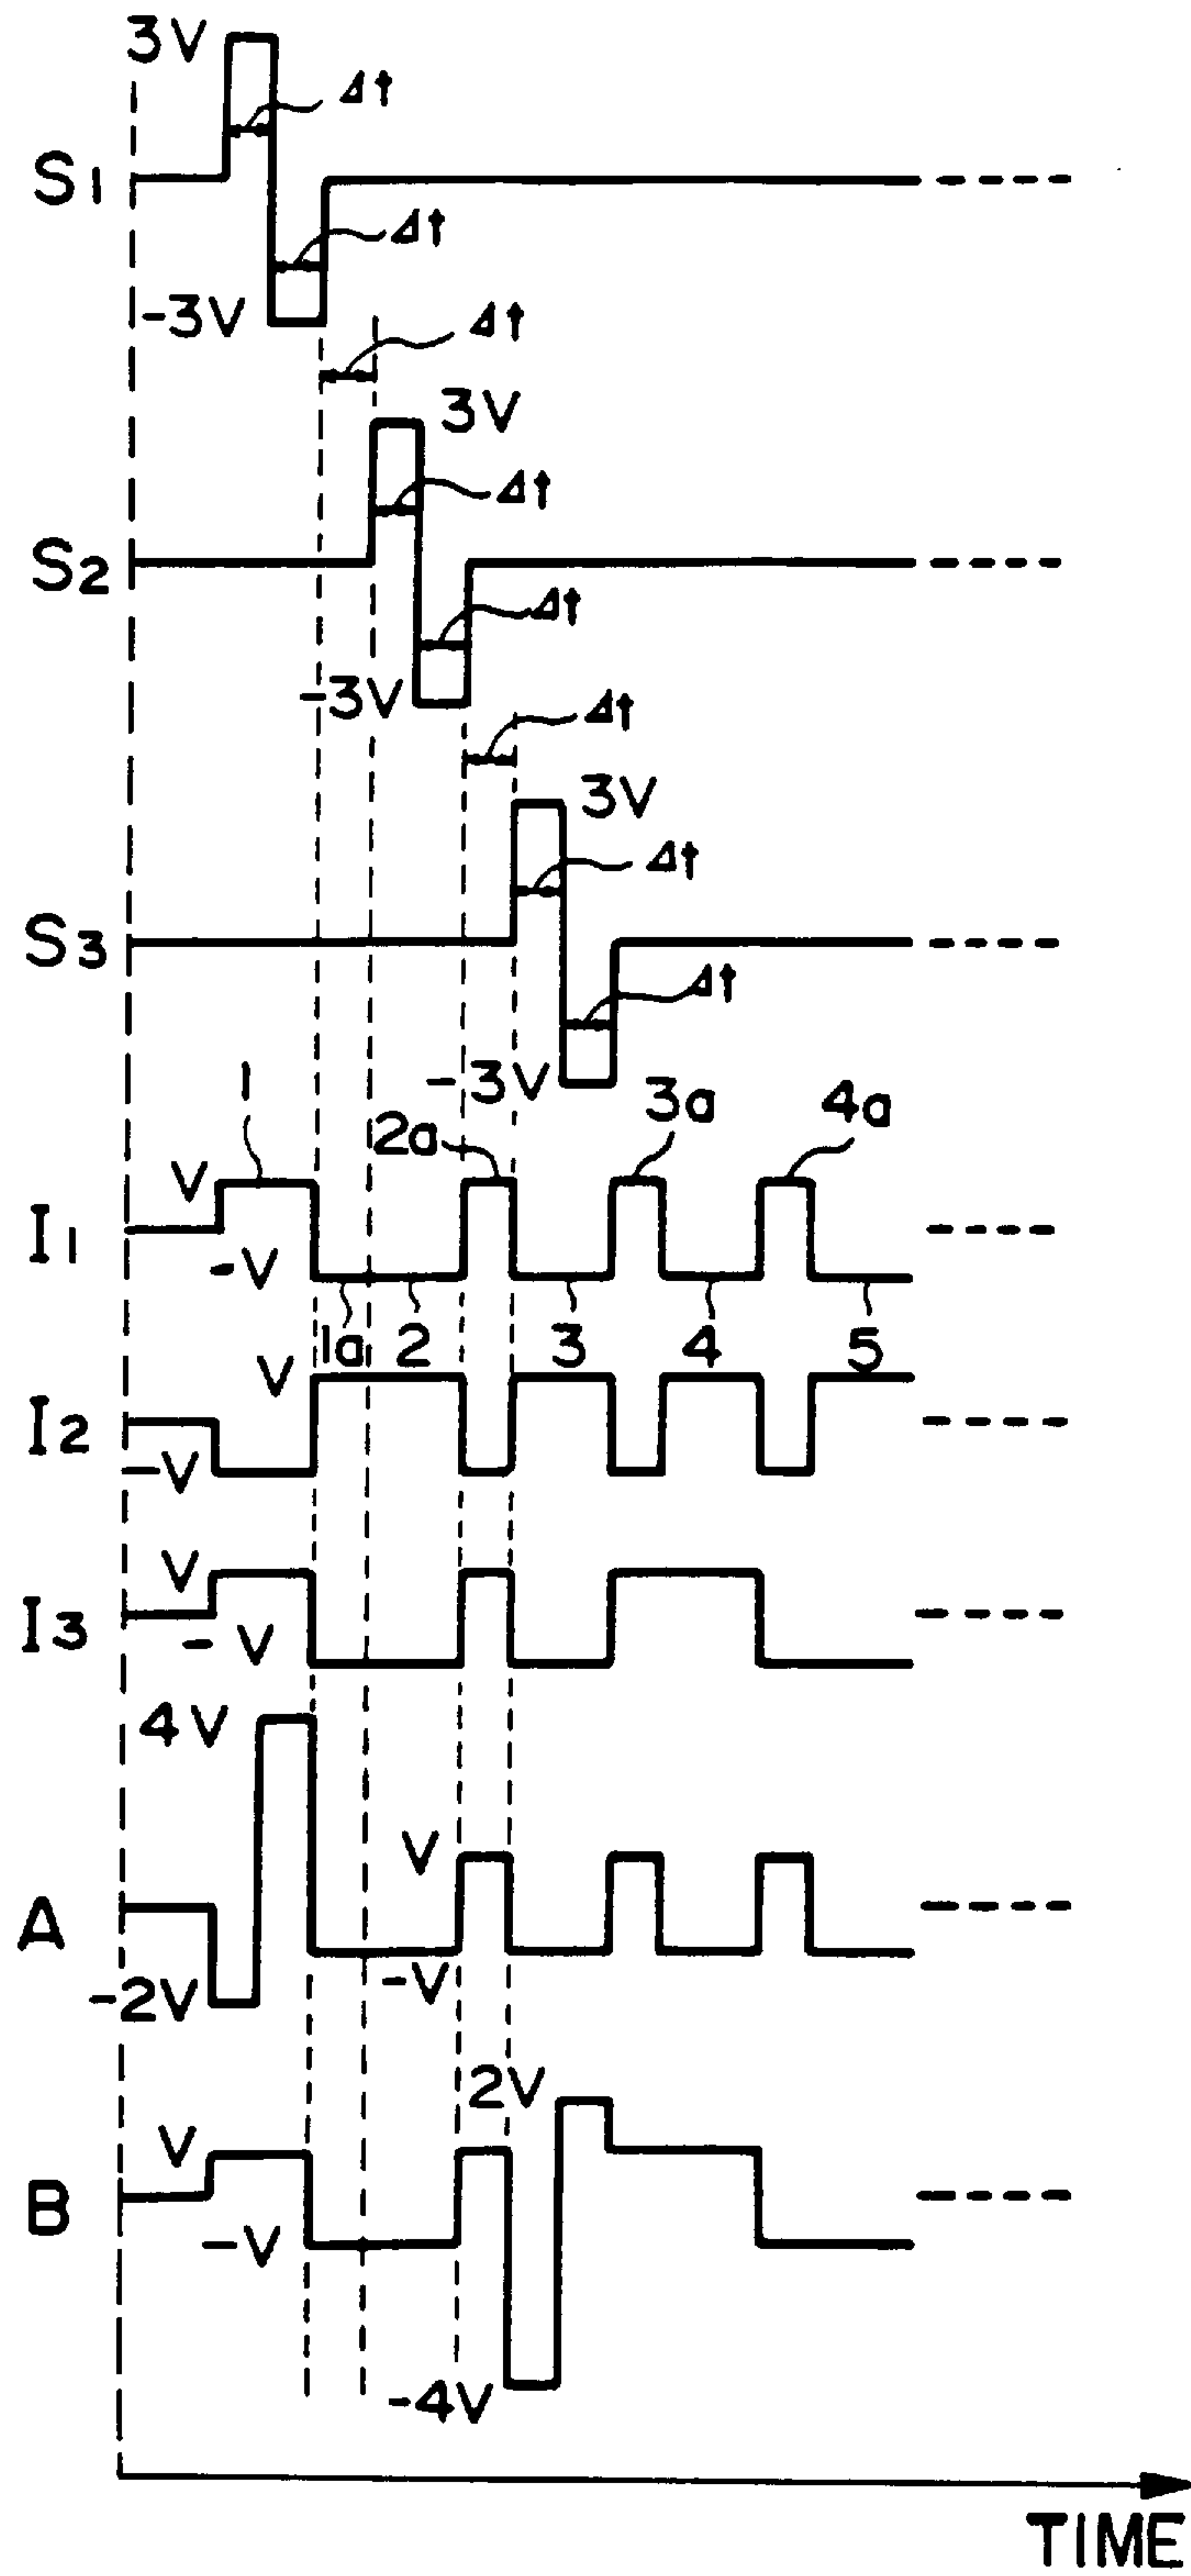 3V
Δt
S1
Δt
-3V
Δt
3V
Δt
S2
Δt
-3V
Δt
3V
Δt
S3
Δt
-3V
1
2a
3a
4a
V
I1
-V
1a
2
3
4
5
V
I2
-V
V
I3
- V
4V
V
A
-V
-2V
2V
V
B
-V
-4V
TIME